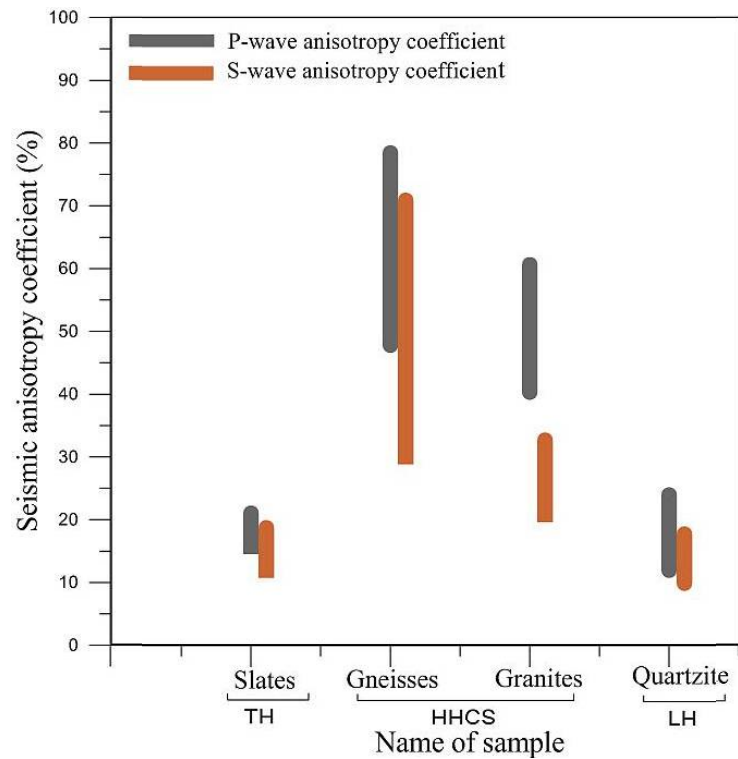 P-wave anisotropy coefficient
S-wave anisotropy coefficient
Seismic anisotropy coefficient (%)
100
90
80
70
60
50
40
30
20
10
0
Slates Gneisses Granites Quartzite
TH HHCS LH
Name of sample